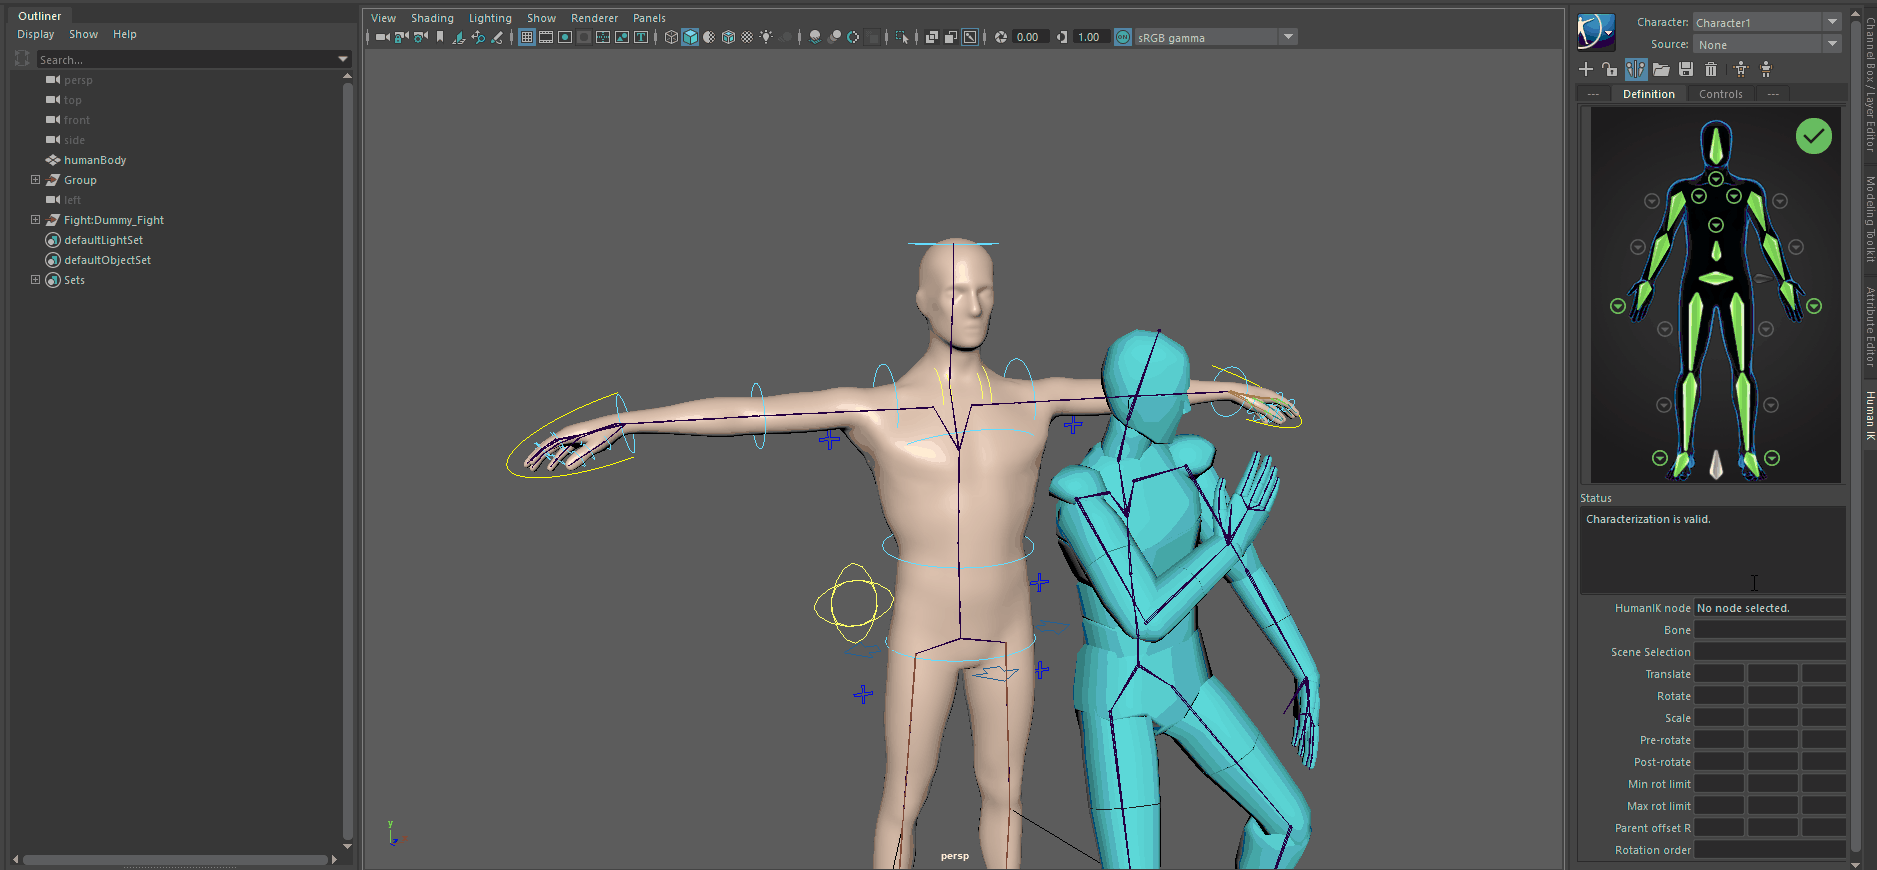 Outliner
Display Show Help
Search...
persp
top
front
side
humanBody
Group
left
Fight:Dummy_Fight
defaultLightSet
defaultObjectSet
Sets
View Shading Lighting Show Renderer Panels
0.00 1.00 ON sRGB gamma
y
persp
Character: Character1
Source: None
--- Definition Controls ---
Status
Characterization is valid.
HumanIK node No node selected.
Bone
Scene Selection
Translate
Rotate
Scale
Pre-rotate
Post-rotate
Min rot limit
Max rot limit
Parent offset R
Rotation order
Channel Box / Layer Editor
Modeling Toolkit
Attribute Editor
Human IK